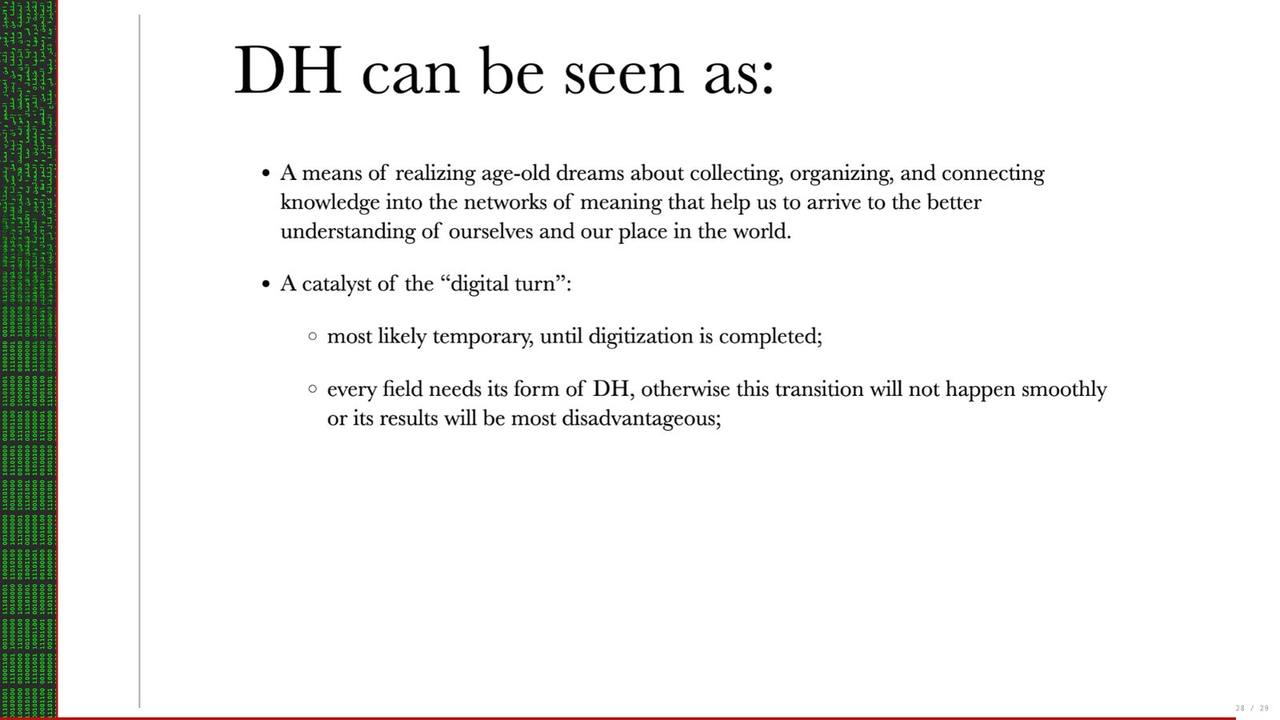 DH can be seen as:
• A means of realizing age-old dreams about collecting, organizing, and connecting
knowledge into the networks of meaning that help us to arrive to the better
understanding of ourselves and our place in the world.
• A catalyst of the “digital turn”:
○ most likely temporary, until digitization is completed;
○ every field needs its form of DH, otherwise this transition will not happen smoothly
or its results will be most disadvantageous;
28 / 29